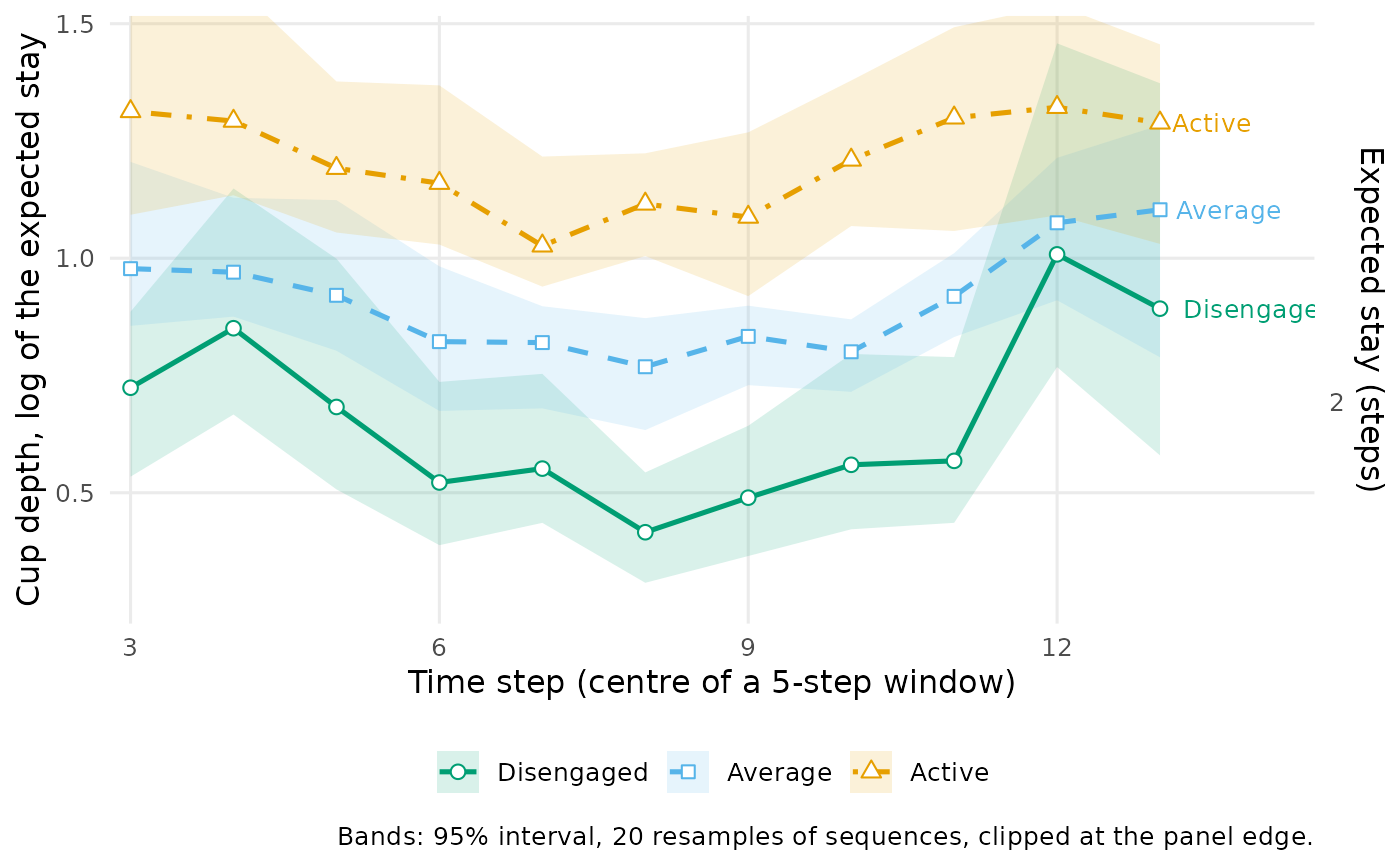 Cup depth, log of the expected stay
1.5
1.0
0.5
Active
Average
Disengage
2
Expected stay (steps)
3 6 9 12
Time step (centre of a 5-step window)
Disengaged Average Active
Bands: 95% interval, 20 resamples of sequences, clipped at the panel edge.